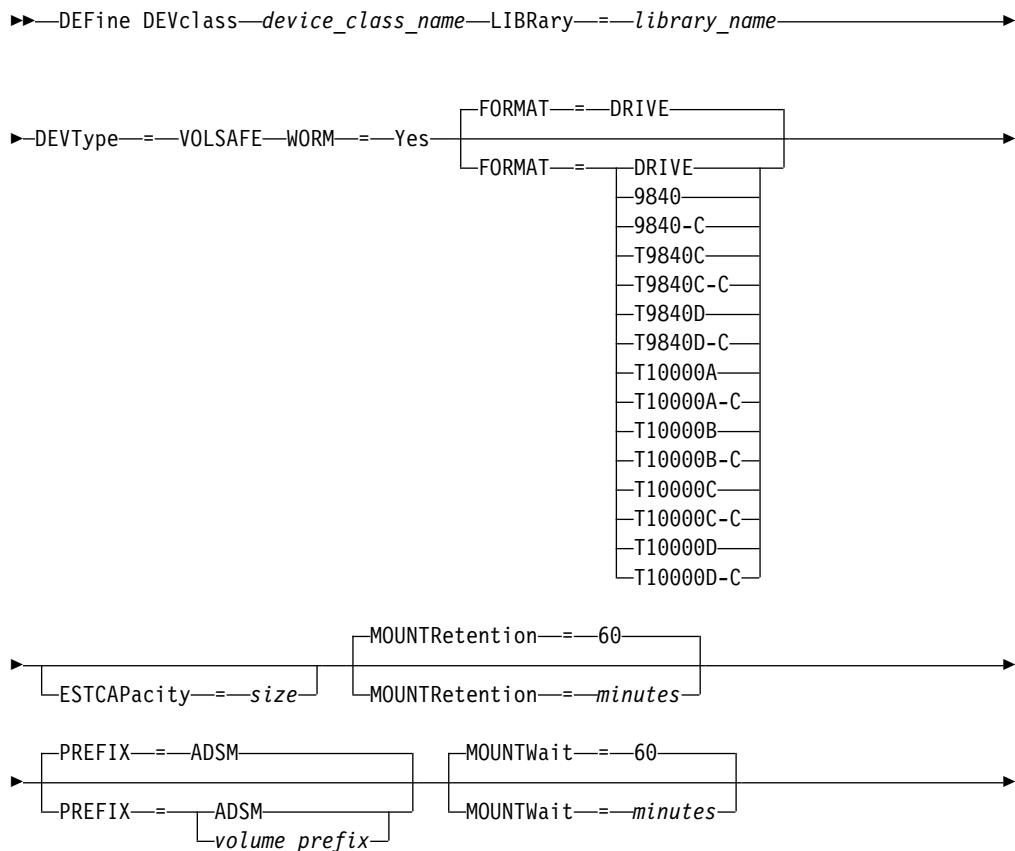 DEFine DEVclass device_class_name LIBRary = library_name
FORMAT = DRIVE
DEVType = VOLSAFE WORM = Yes
FORMAT = DRIVE
9840
9840-C
T9840C
T9840C-C
T9840D
T9840D-C
T10000A
T10000A-C
T10000B
T10000B-C
T10000C
T10000C-C
T10000D
T10000D-C
MOUNTRetention = 60
ESTCAPacity = size MOUNTRetention = minutes
PREFIX = ADSM MOUNTWait = 60
PREFIX = ADSM MOUNTWait = minutes
volume prefix